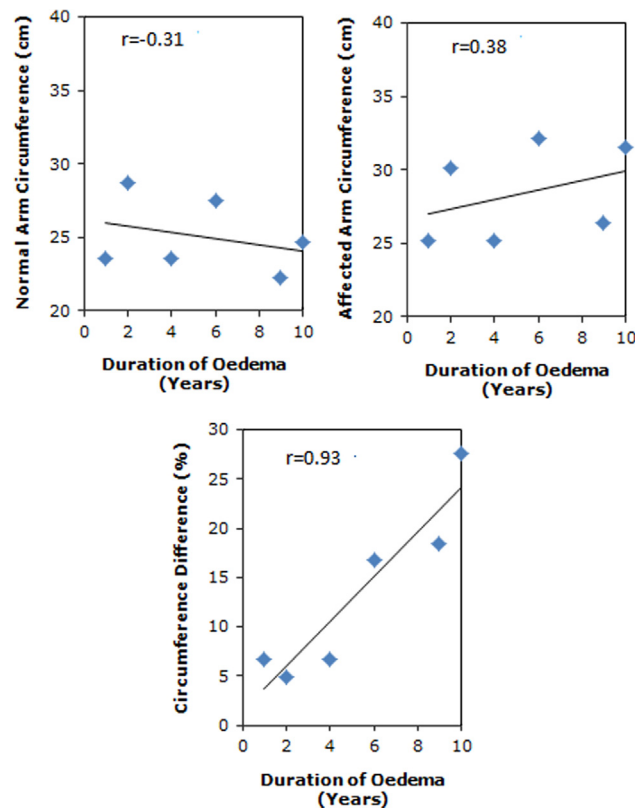 40
35
30
25
20
Normal Arm Circumference (cm)
r=-0.31
0 2 4 6 8 10
Duration of Oedema
(Years)
40
35
30
25
20
Affected Arm Circumference (cm)
r=0.38
0 2 4 6 8 10
Duration of Oedema
(Years)
30
25
20
15
10
5
0
Circumference Difference (%)
r=0.93
0 2 4 6 8 10
Duration of Oedema
(Years)